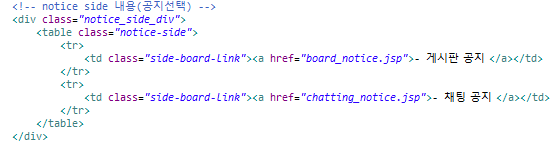 <!-- notice side 내용(공지선택) -->
<div class="notice_side_div">
<table class="notice-side">
<tr>
<td class="side-board-link"><a href="board_notice.jsp">- 게시판 공지 </a></td>
</tr>
<tr>
<td class="side-board-link"><a href="chatting_notice.jsp">- 채팅 공지 </a></td>
</tr>
</table>
</div>